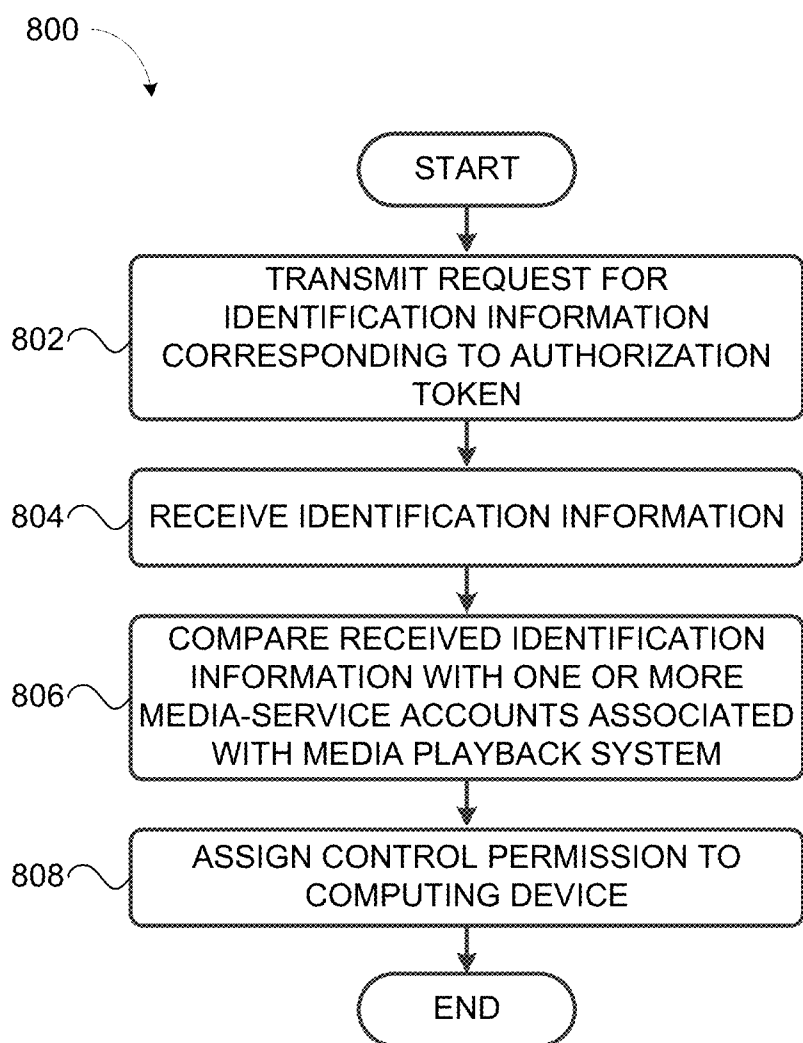 800
START
802
TRANSMIT REQUEST FOR
IDENTIFICATION INFORMATION
CORRESPONDING TO AUTHORIZATION
TOKEN
804
RECEIVE IDENTIFICATION INFORMATION
806
COMPARE RECEIVED IDENTIFICATION
INFORMATION WITH ONE OR MORE
MEDIA-SERVICE ACCOUNTS ASSOCIATED
WITH MEDIA PLAYBACK SYSTEM
808
ASSIGN CONTROL PERMISSION TO
COMPUTING DEVICE
END